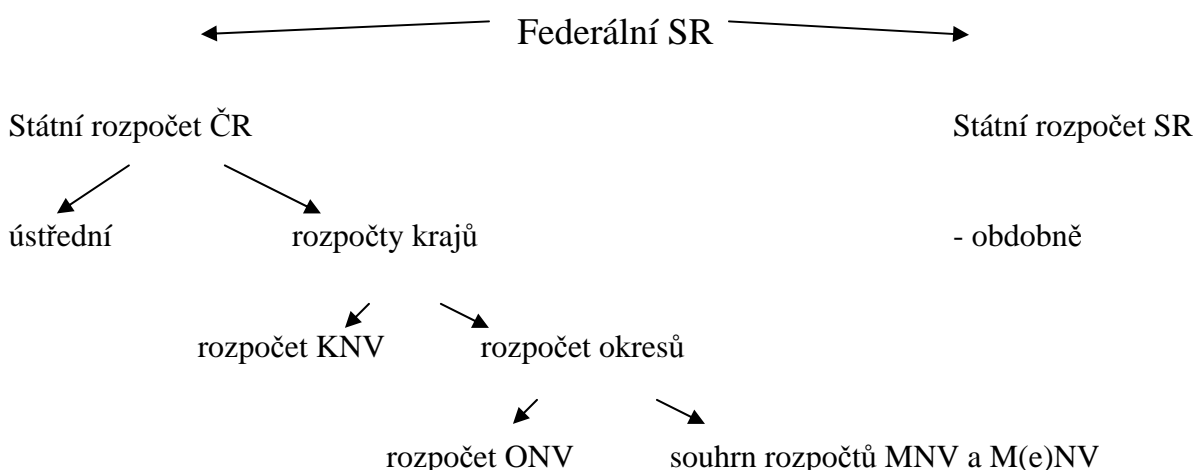 Federální SR
Státní rozpočet ČR Státní rozpočet SR
ústřední rozpočty krajů - obdobně
rozpočet KNV rozpočet okresů
rozpočet ONV souhrn rozpočtů MNV a M(e)NV